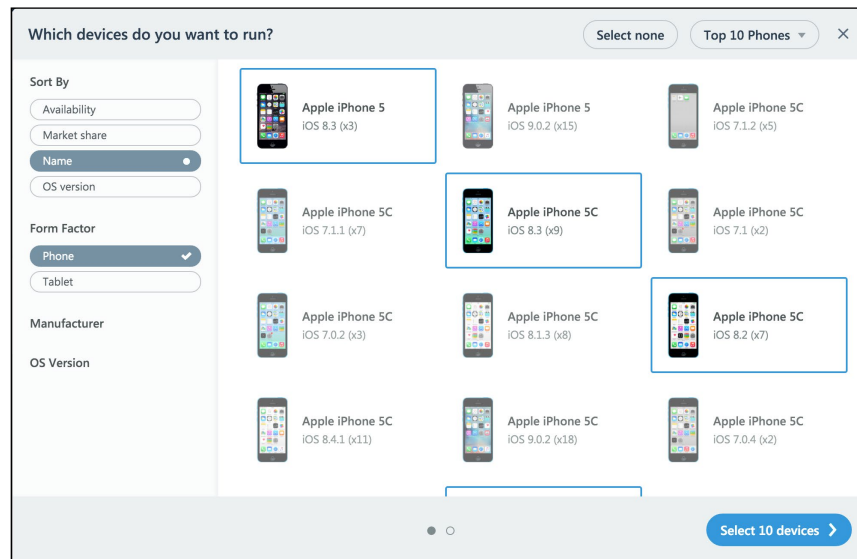 Which devices do you want to run?
Select none
Top 10 Phones
Sort By
Availability
Market share
Name
OS version
Form Factor
Phone
Tablet
Manufacturer
OS Version
Apple iPhone 5
iOS 8.3 (x3)
Apple iPhone 5
iOS 9.0.2 (x15)
Apple iPhone 5C
iOS 7.1.2 (x5)
Apple iPhone 5C
iOS 7.1.1 (x7)
Apple iPhone 5C
iOS 8.3 (x9)
Apple iPhone 5C
iOS 7.1 (x2)
Apple iPhone 5C
iOS 7.0.2 (x3)
Apple iPhone 5C
iOS 8.1.3 (x8)
Apple iPhone 5C
iOS 8.2 (x7)
Apple iPhone 5C
iOS 8.4.1 (x11)
Apple iPhone 5C
iOS 9.0.2 (x18)
Apple iPhone 5C
iOS 7.0.4 (x2)
Select 10 devices